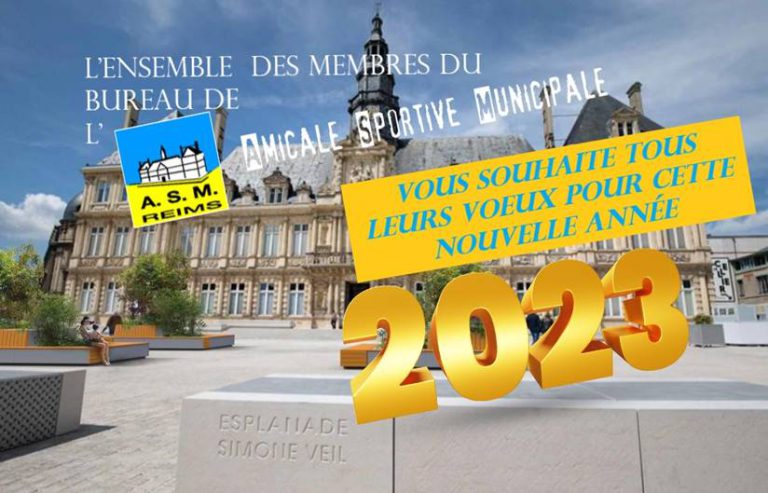 L'ENSEMBLE DES MEMBRES DU
BUREAU DE
L'
A. S. M.
REIMS
AMICALE SPORTIVE MUNICIPALE
VOUS SOUHAITE TOUS
LEURS VOEUX POUR CETTE
NOUVELLE ANNÉE
2023
ESPLANADE
SIMONE VEIL